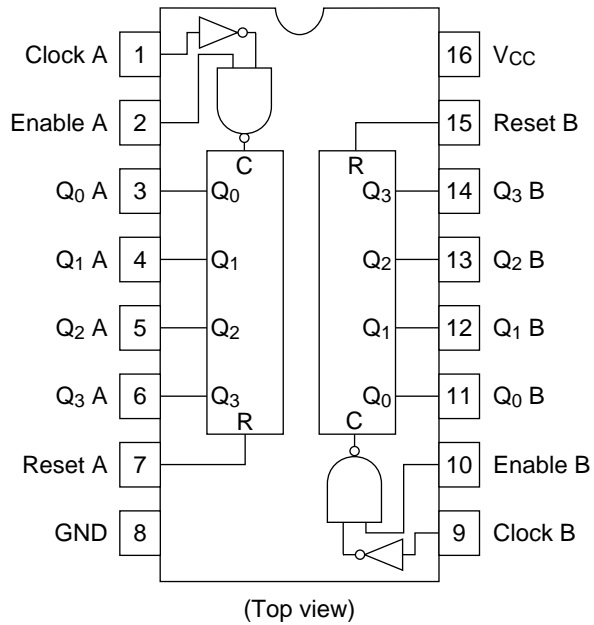 Clock A 1 16 VCC
Enable A 2 15 Reset B
C R
Q0 A 3 Q0 Q3 14 Q3 B
Q1 A 4 Q1 Q2 13 Q2 B
Q2 A 5 Q2 Q1 12 Q1 B
Q3 A 6 Q3 Q0 11 Q0 B
R C
Reset A 7 10 Enable B
GND 8 9 Clock B
(Top view)